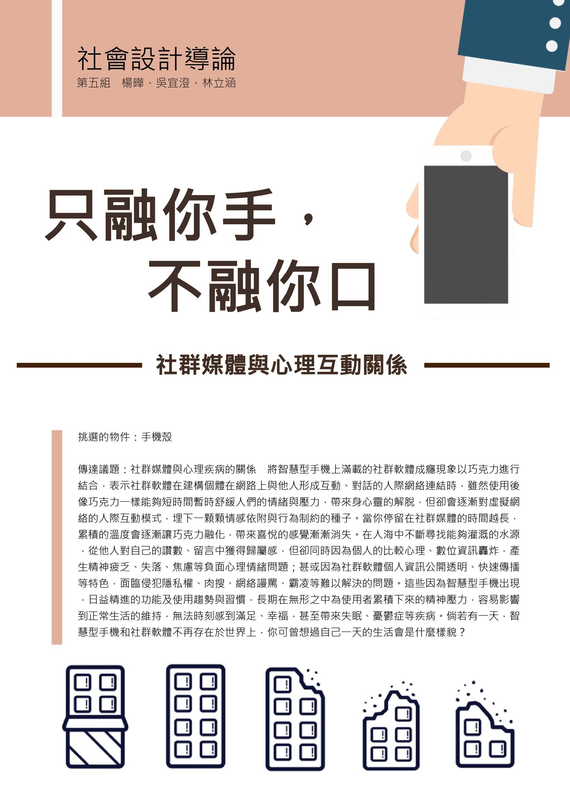 社會設計導論
第五組　楊曄、吳宜澄、林立涵
只融你手，
不融你口
社群媒體與心理互動關係
挑選的物件：手機殼
傳達議題：社群媒體與心理疾病的關係　將智慧型手機上滿載的社群軟體成癮現象以巧克力進行
結合，表示社群軟體在建構個體在網路上與他人形成互動、對話的人際網絡連結時，雖然使用後
像巧克力一樣能夠短時間暫時舒緩人們的情緒與壓力，帶來身心靈的解脫，但卻會逐漸對虛擬網
絡的人際互動模式，埋下一顆顆情感依附與行為制約的種子。當你停留在社群媒體的時間越長，
累積的溫度會逐漸讓巧克力融化，帶來喜悅的感覺漸漸消失。在人海中不斷尋找能夠灌溉的水源
，從他人對自己的讚數、留言中獲得歸屬感，但卻同時因為個人的比較心理、數位資訊轟炸，產
生精神疲乏、失落、焦慮等負面心理情緒問題；甚或因為社群軟體個人資訊公開透明、快速傳播
等特色，面臨侵犯隱私權、肉搜、網絡謾罵、霸凌等難以解決的問題。這些因為智慧型手機出現
，日益精進的功能及使用趨勢與習慣，長期在無形之中為使用者累積下來的精神壓力，容易影響
到正常生活的維持，無法時刻感到滿足、幸福，甚至帶來失眠、憂鬱症等疾病。倘若有一天，智
慧型手機和社群軟體不再存在於世界上，你可曾想過自己一天的生活會是什麼樣貌？